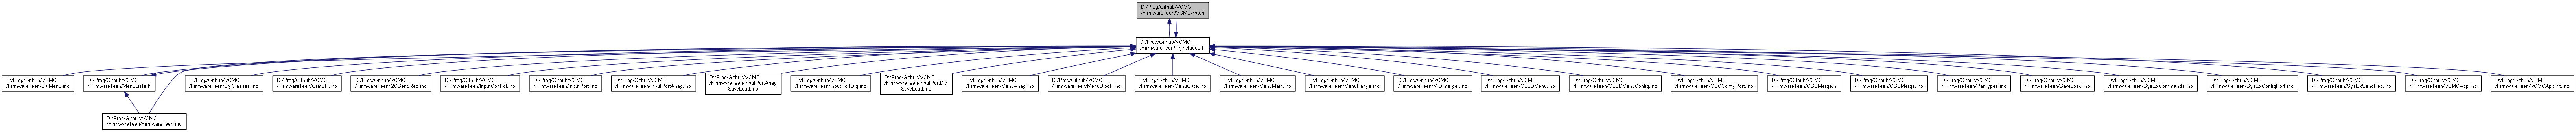 D:/Prog/Github/VCMC
/FirmwareTeen/VCMCApp.h
D:/Prog/Github/VCMC
/FirmwareTeen/PrjIncludes.h
D:/Prog/Github/VCMC
/FirmwareTeen/CalMenu.ino
D:/Prog/Github/VCMC
/FirmwareTeen/MenuLists.h
D:/Prog/Github/VCMC
/FirmwareTeen/CfgClasses.ino
D:/Prog/Github/VCMC
/FirmwareTeen/GrafUtil.ino
D:/Prog/Github/VCMC
/FirmwareTeen/I2CSendRec.ino
D:/Prog/Github/VCMC
/FirmwareTeen/InputControl.ino
D:/Prog/Github/VCMC
/FirmwareTeen/InputPort.ino
D:/Prog/Github/VCMC
/FirmwareTeen/InputPortAnag.ino
D:/Prog/Github/VCMC
/FirmwareTeen/InputPortAnag
SaveLoad.ino
D:/Prog/Github/VCMC
/FirmwareTeen/InputPortDig.ino
D:/Prog/Github/VCMC
/FirmwareTeen/InputPortDig
SaveLoad.ino
D:/Prog/Github/VCMC
/FirmwareTeen/MenuAnag.ino
D:/Prog/Github/VCMC
/FirmwareTeen/MenuBlock.ino
D:/Prog/Github/VCMC
/FirmwareTeen/MenuGate.ino
D:/Prog/Github/VCMC
/FirmwareTeen/MenuMain.ino
D:/Prog/Github/VCMC
/FirmwareTeen/MenuRange.ino
D:/Prog/Github/VCMC
/FirmwareTeen/MIDImerger.ino
D:/Prog/Github/VCMC
/FirmwareTeen/OLEDMenu.ino
D:/Prog/Github/VCMC
/FirmwareTeen/OLEDMenuConfig.ino
D:/Prog/Github/VCMC
/FirmwareTeen/OSCConfigPort.ino
D:/Prog/Github/VCMC
/FirmwareTeen/OSCMerge.h
D:/Prog/Github/VCMC
/FirmwareTeen/OSCMerge.ino
D:/Prog/Github/VCMC
/FirmwareTeen/ParTypes.ino
D:/Prog/Github/VCMC
/FirmwareTeen/SaveLoad.ino
D:/Prog/Github/VCMC
/FirmwareTeen/SysExCommands.ino
D:/Prog/Github/VCMC
/FirmwareTeen/SysExConfigPort.ino
D:/Prog/Github/VCMC
/FirmwareTeen/SysExSendRec.ino
D:/Prog/Github/VCMC
/FirmwareTeen/VCMCApp.ino
D:/Prog/Github/VCMC
/FirmwareTeen/VCMCAppInit.ino
D:/Prog/Github/VCMC
/FirmwareTeen/FirmwareTeen.ino